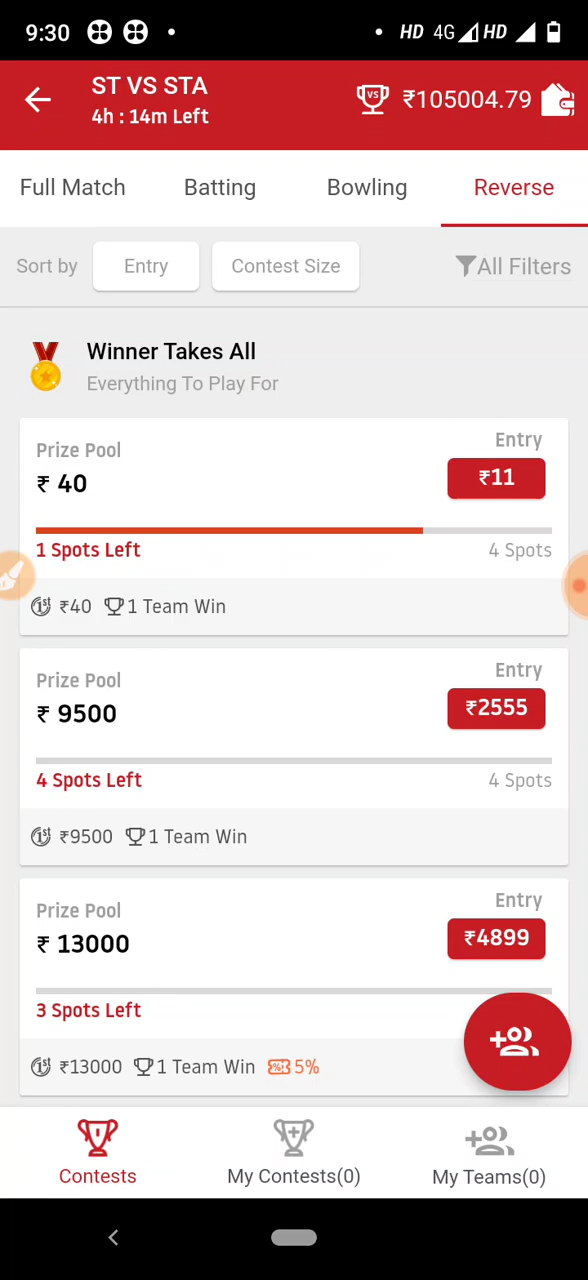 9:30 HD 4G HD
ST VS STA
4h : 14m Left
VS ₹105004.79
Full Match Batting Bowling Reverse
Sort by Entry Contest Size All Filters
Winner Takes All
Everything To Play For
Prize Pool Entry
₹ 40 ₹11
1 Spots Left 4 Spots
1st ₹40 1 Team Win
Prize Pool Entry
₹ 9500 ₹2555
4 Spots Left 4 Spots
1st ₹9500 1 Team Win
Prize Pool Entry
₹ 13000 ₹4899
3 Spots Left
1st ₹13000 1 Team Win 5%
Contests My Contests(0) My Teams(0)